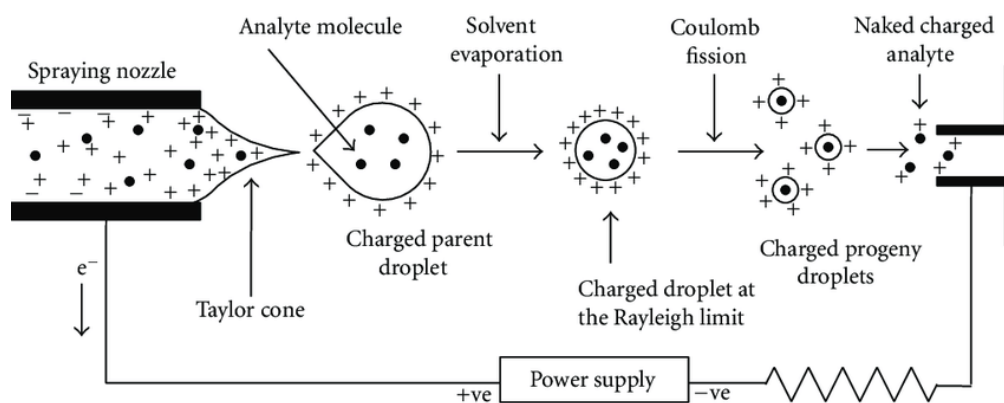 Analyte molecule
Solvent
evaporation
Coulomb
fission
Naked charged
analyte
Spraying nozzle
Charged parent
droplet
Charged progeny
droplets
e⁻
Taylor cone
Charged droplet at
the Rayleigh limit
+ve
Power supply
−ve